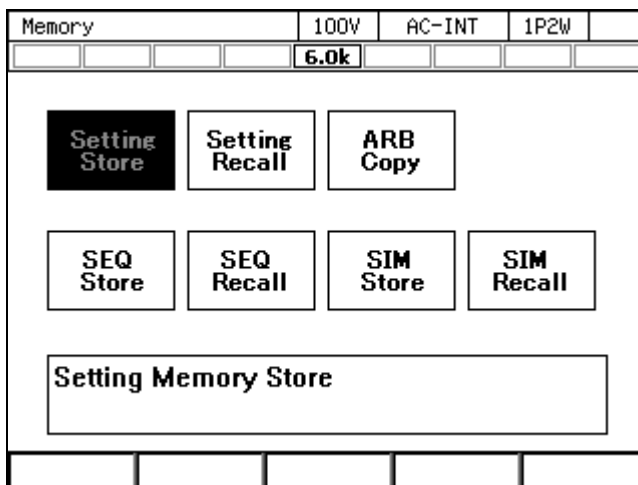 Memory 100V AC-INT 1P2W
6.0k
Setting Store
Setting Recall
ARB Copy
SEQ Store
SEQ Recall
SIM Store
SIM Recall
Setting Memory Store